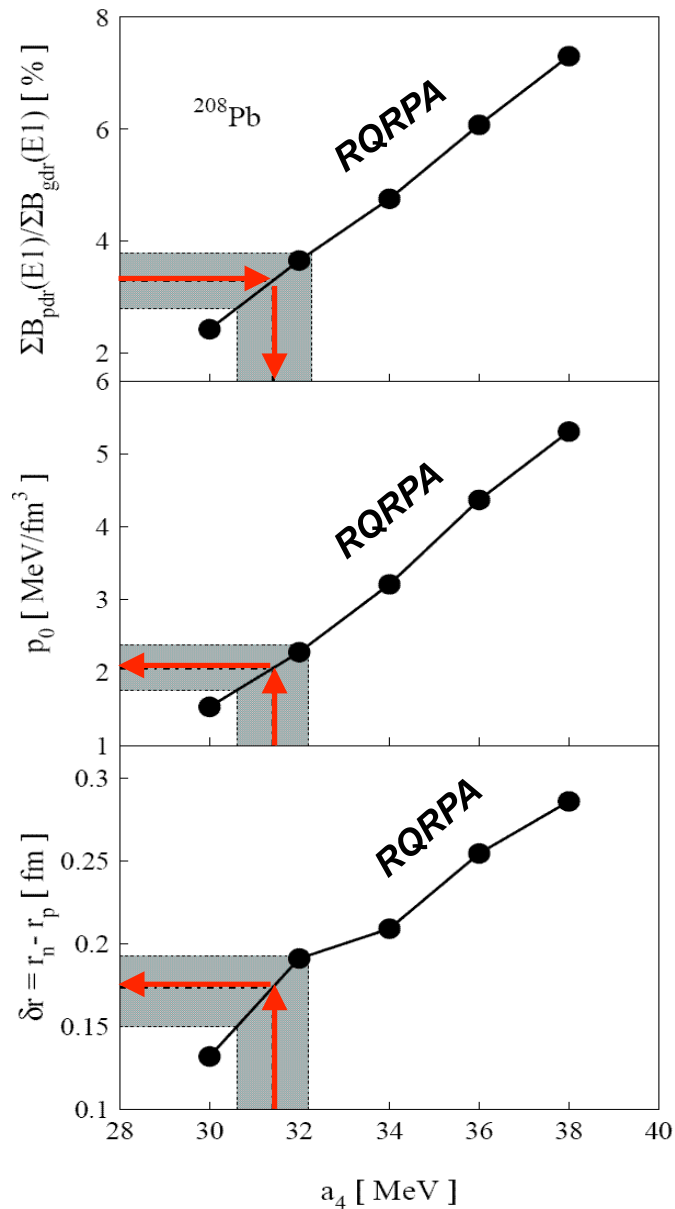 ΣB_pdr(E1)/ΣB_gdr(E1) [ % ]
8
6
4
2
²⁰⁸Pb
RQRPA
p₀ [ MeV/fm³ ]
6
5
4
3
2
1
RQRPA
δr = r_n - r_p [ fm ]
0.3
0.25
0.2
0.15
0.1
RQRPA
28 30 32 34 36 38 40
a₄ [ MeV ]